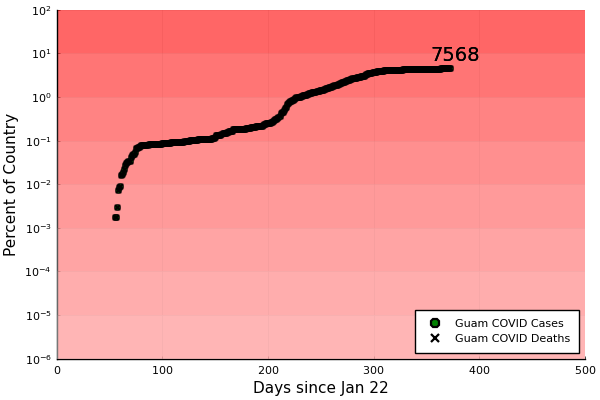 10²
10¹
10⁰
10⁻¹
10⁻²
10⁻³
10⁻⁴
10⁻⁵
10⁻⁶
Percent of Country
7568
Guam COVID Cases
Guam COVID Deaths
0 100 200 300 400 500
Days since Jan 22